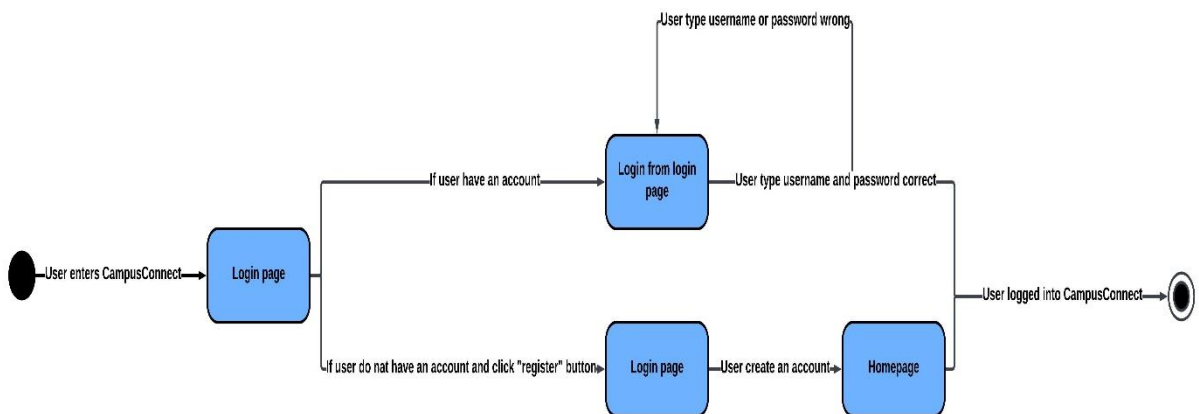 User type username or password wrong
If user have an account
Login from login
page
User type username and password correct
User enters CampusConnect
Login page
User logged into CampusConnect
If user do not have an account and click "register" button
Login page
User create an account
Homepage